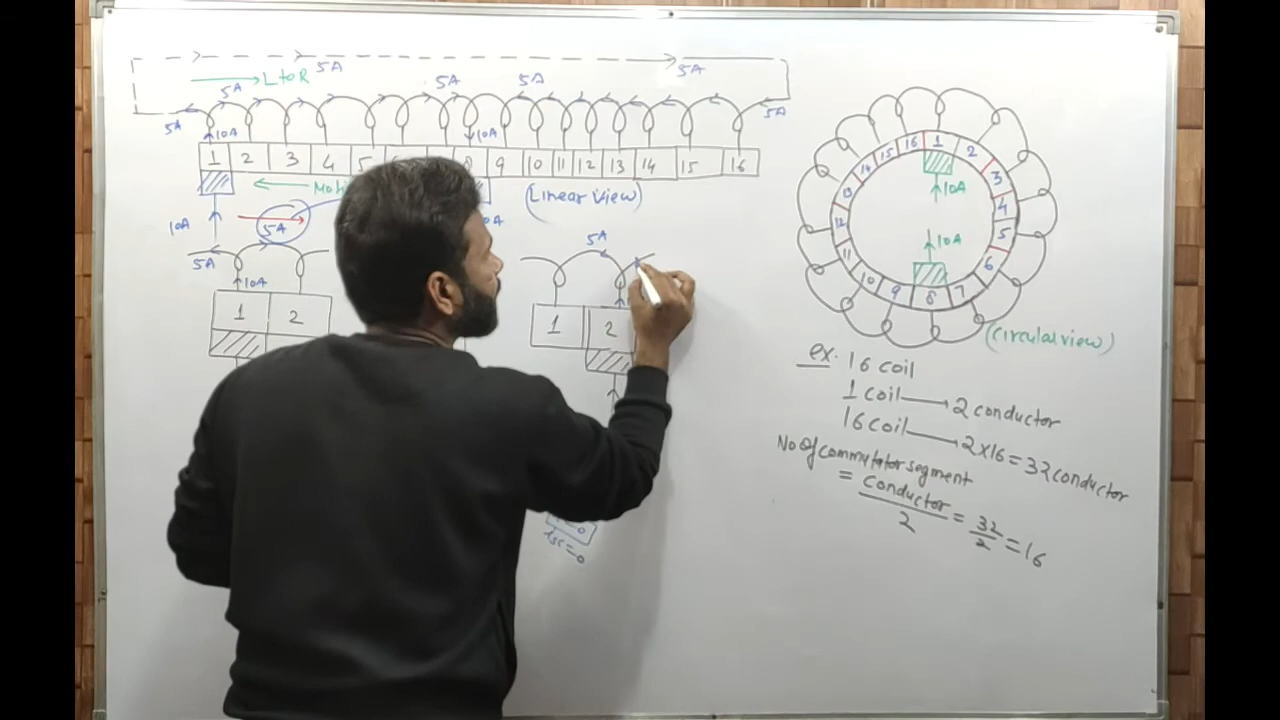 5A 5A
5A L to R 5A 5A
5A 10A 10A 5A
1 2 3 4 5 8 9 10 11 12 13 14 15 16
(Linear view)
10A 5A 10A
5A 10A
1 2
5A
1 2
Isc=0
16 1 2 3 4 5 6 7 8 9 10 11 12 13 14 15
10A
10A
(Circular view)
ex. 16 coil
1 coil → 2 conductor
16 coil → 2×16=32 conductor
No Of commutator segment
= conductor/2 = 32/2 = 16